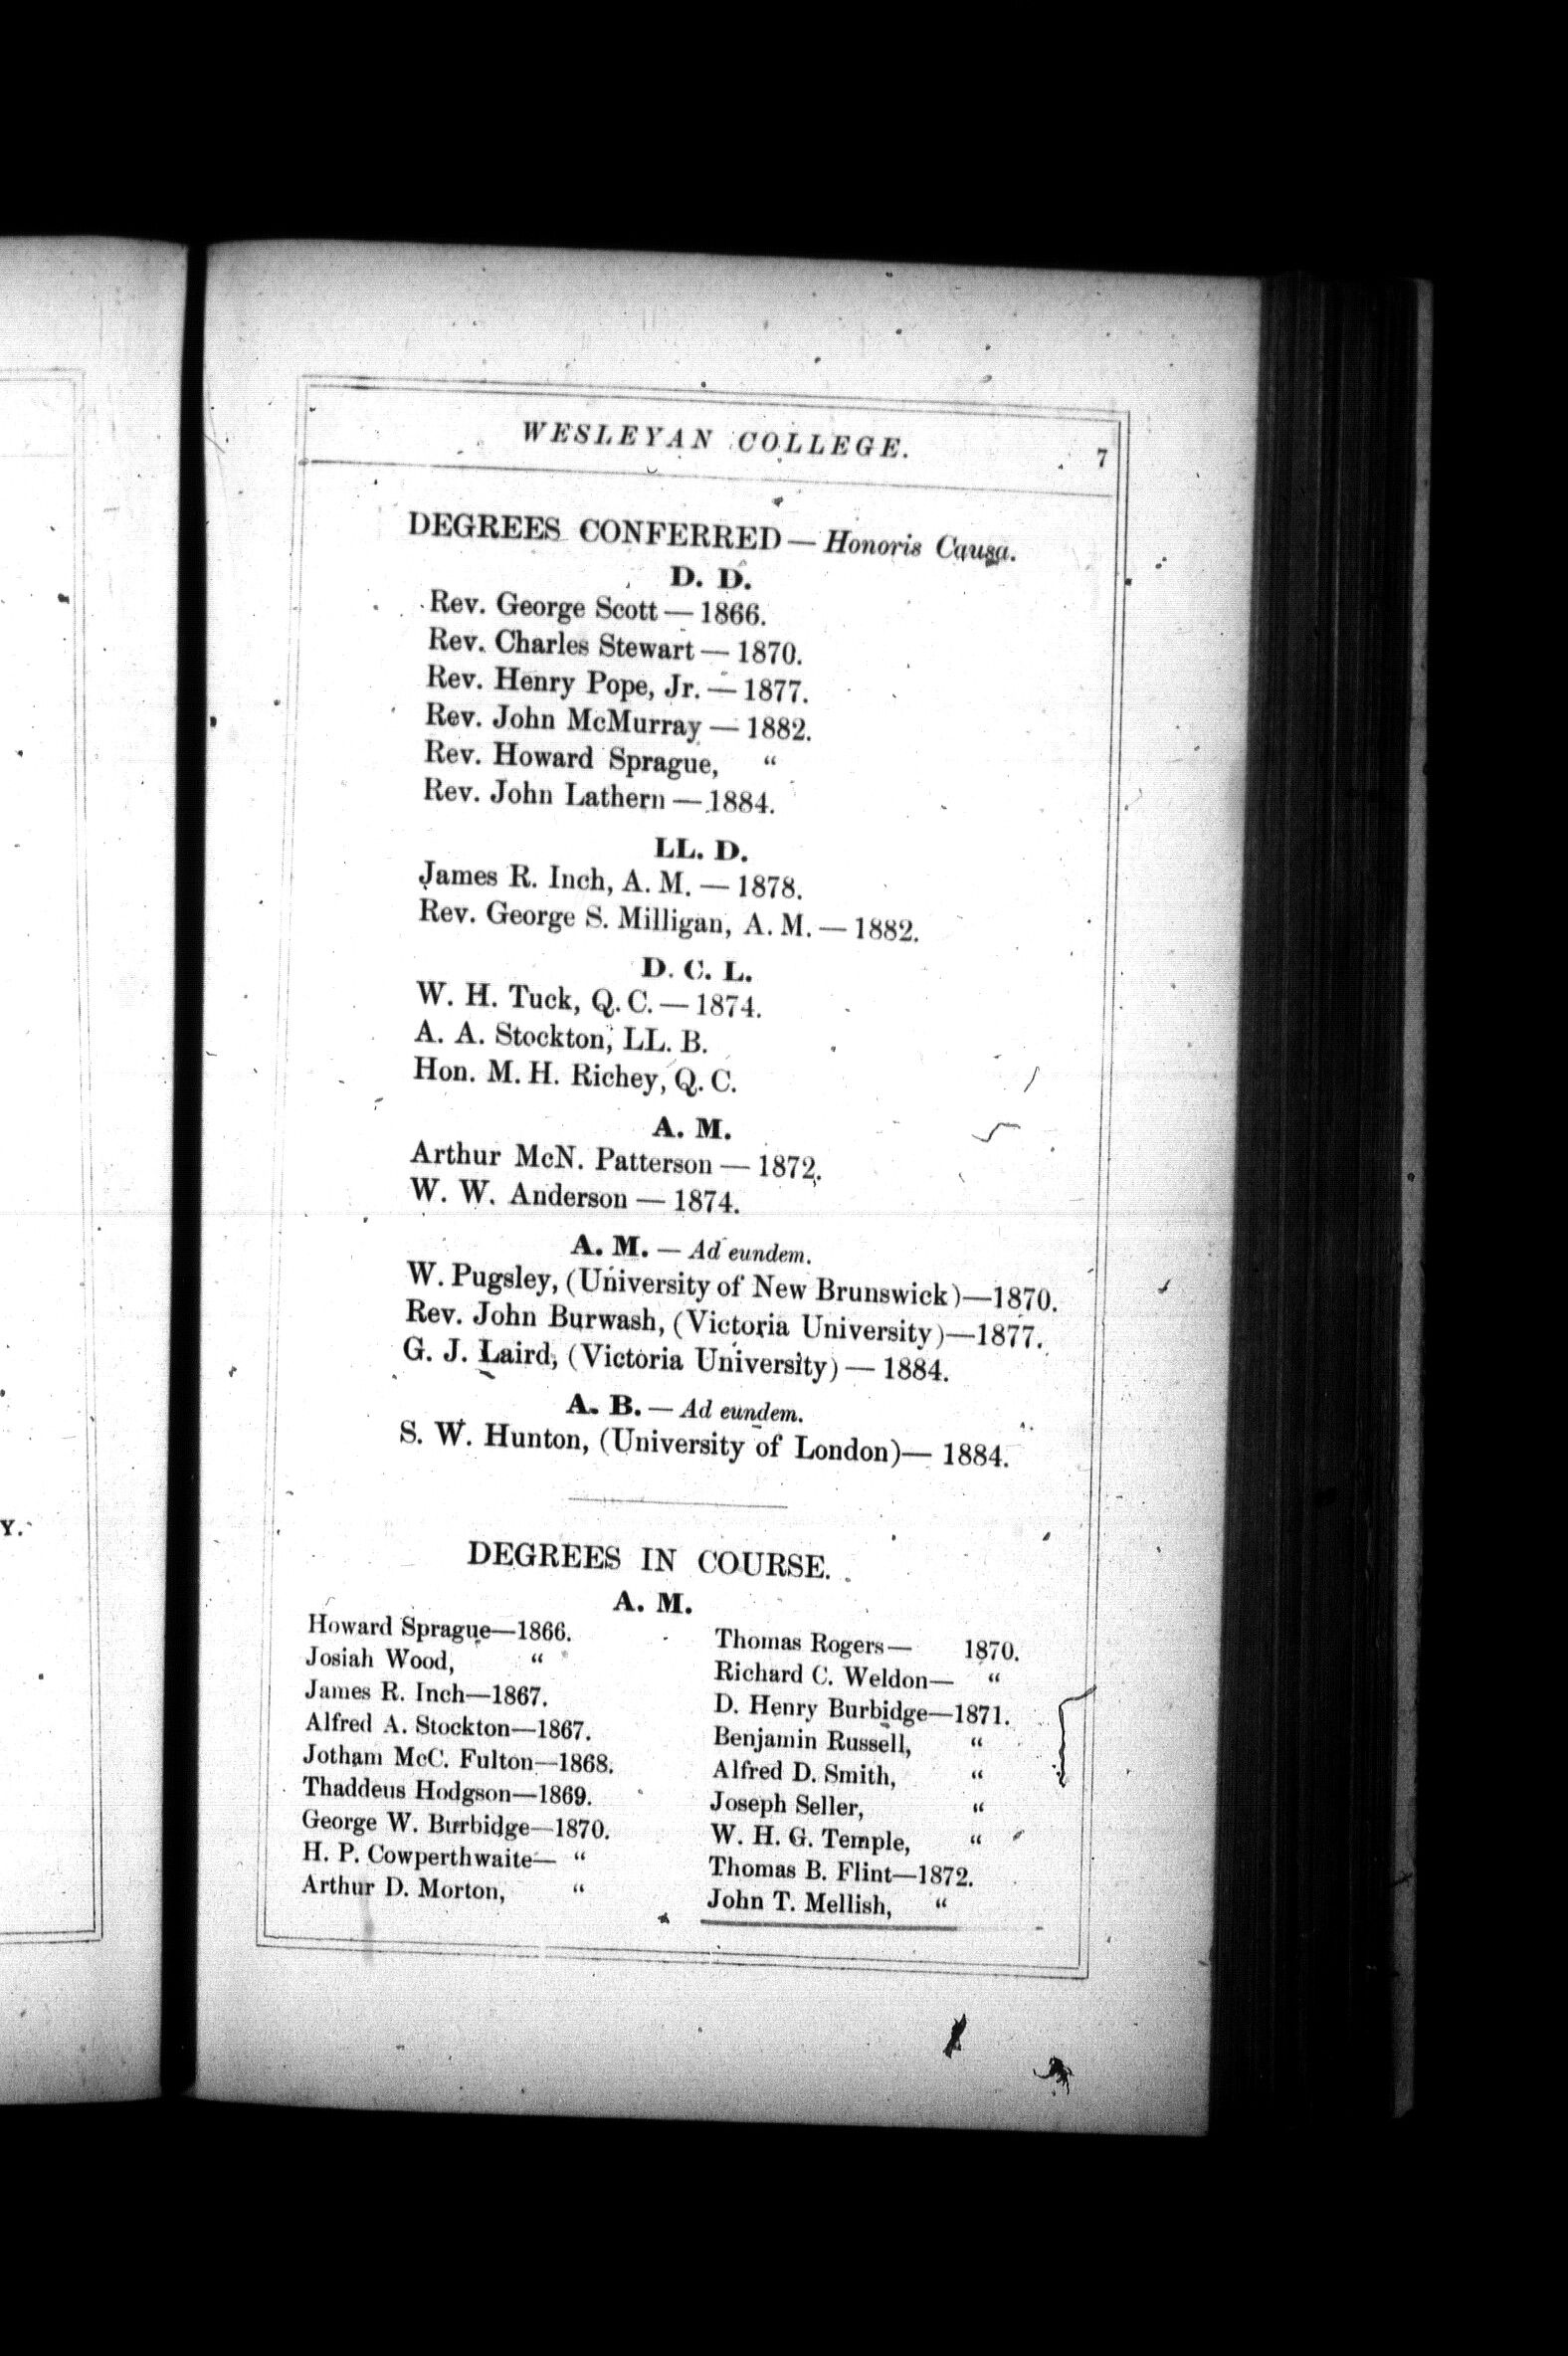 WESLEYAN COLLEGE. 7
DEGREES CONFERRED — Honoris Causa.
D. D.
Rev. George Scott — 1866.
Rev. Charles Stewart — 1870.
Rev. Henry Pope, Jr. — 1877.
Rev. John McMurray — 1882.
Rev. Howard Sprague, “
Rev. John Lathern — 1884.
LL. D.
James R. Inch, A. M. — 1878.
Rev. George S. Milligan, A. M. — 1882.
D. C. L.
W. H. Tuck, Q. C. — 1874.
A. A. Stockton, LL. B.
Hon. M. H. Richey, Q. C.
A. M.
Arthur McN. Patterson — 1872.
W. W. Anderson — 1874.
A. M. — Ad eundem.
W. Pugsley, (University of New Brunswick)—1870.
Rev. John Burwash, (Victoria University)—1877.
G. J. Laird, (Victoria University) — 1884.
A. B. — Ad eundem.
S. W. Hunton, (University of London)— 1884.
Y.
DEGREES IN COURSE.
A. M.
Howard Sprague—1866.
Josiah Wood, “
James R. Inch—1867.
Alfred A. Stockton—1867.
Jotham McC. Fulton—1868.
Thaddeus Hodgson—1869.
George W. Burbidge—1870.
H. P. Cowperthwaite— “
Arthur D. Morton, “
Thomas Rogers— 1870.
Richard C. Weldon— “
D. Henry Burbidge—1871.
Benjamin Russell, “
Alfred D. Smith, “
Joseph Seller, “
W. H. G. Temple, “
Thomas B. Flint—1872.
John T. Mellish, “